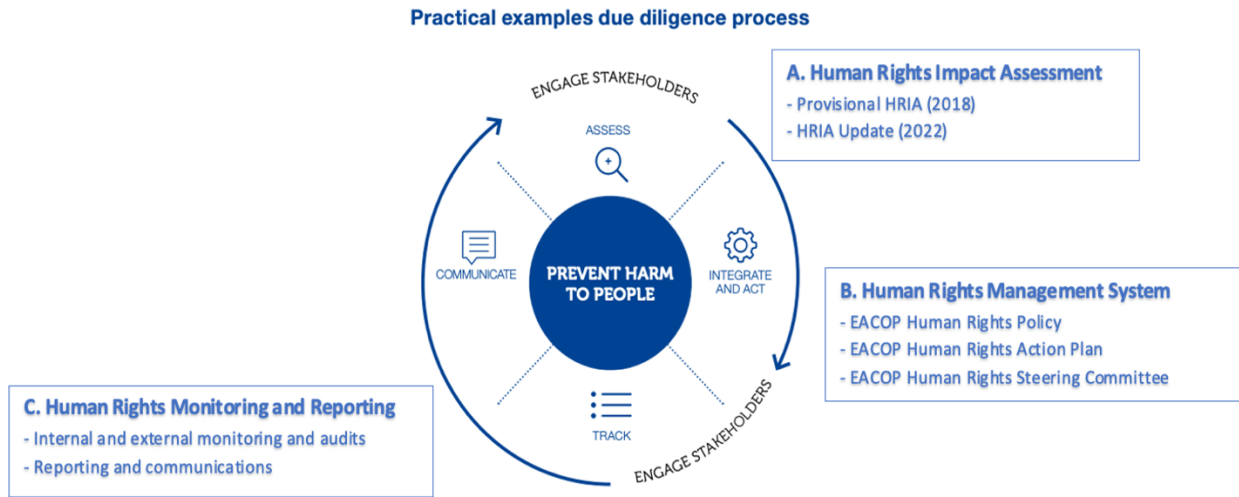 Practical examples due diligence process
ENGAGE STAKEHOLDERS
A. Human Rights Impact Assessment
- Provisional HRIA (2018)
- HRIA Update (2022)
ASSESS
COMMUNICATE
PREVENT HARM
TO PEOPLE
INTEGRATE
AND ACT
B. Human Rights Management System
- EACOP Human Rights Policy
- EACOP Human Rights Action Plan
- EACOP Human Rights Steering Committee
C. Human Rights Monitoring and Reporting
- Internal and external monitoring and audits
- Reporting and communications
TRACK
ENGAGE STAKEHOLDERS